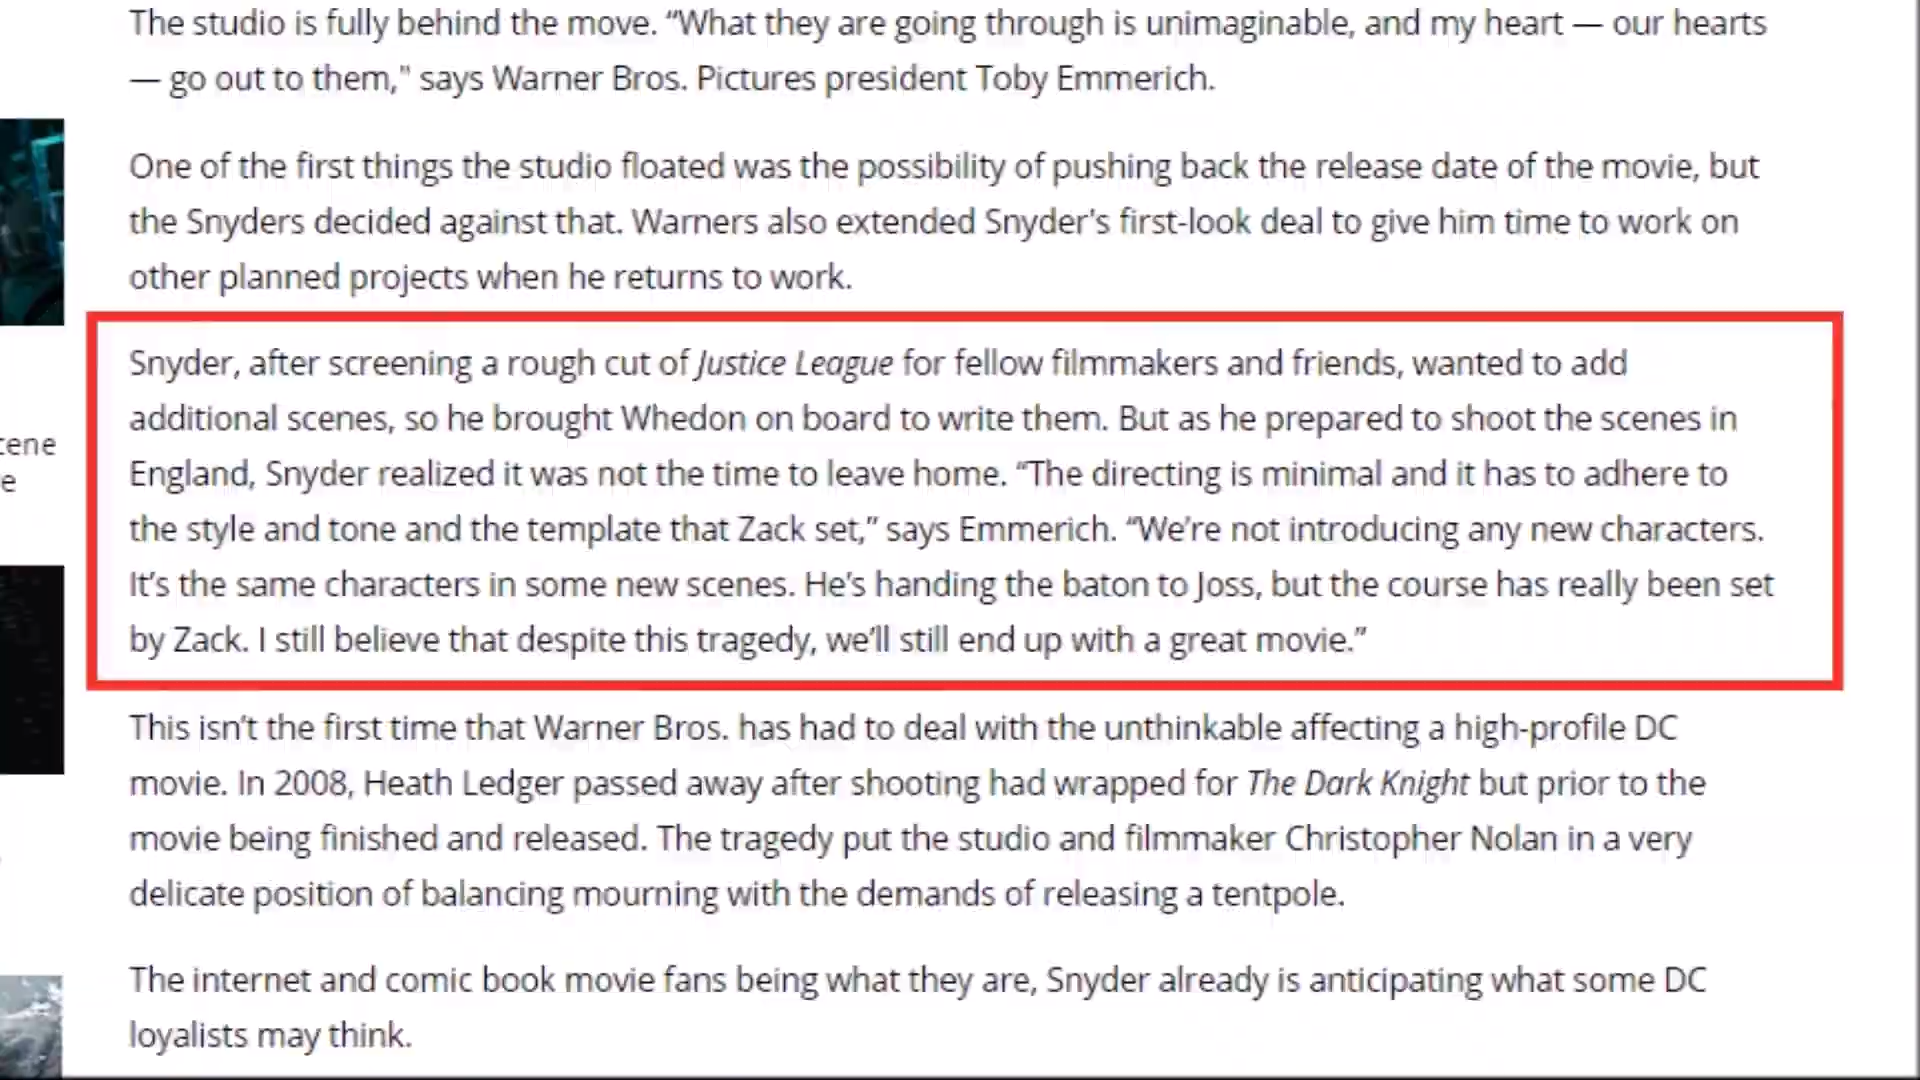 The studio is fully behind the move. “What they are going through is unimaginable, and my heart — our hearts
— go out to them," says Warner Bros. Pictures president Toby Emmerich.
One of the first things the studio floated was the possibility of pushing back the release date of the movie, but
the Snyders decided against that. Warners also extended Snyder’s first-look deal to give him time to work on
other planned projects when he returns to work.
Snyder, after screening a rough cut of Justice League for fellow filmmakers and friends, wanted to add
additional scenes, so he brought Whedon on board to write them. But as he prepared to shoot the scenes in
England, Snyder realized it was not the time to leave home. “The directing is minimal and it has to adhere to
the style and tone and the template that Zack set,” says Emmerich. “We’re not introducing any new characters.
It’s the same characters in some new scenes. He’s handing the baton to Joss, but the course has really been set
by Zack. I still believe that despite this tragedy, we’ll still end up with a great movie.”
This isn’t the first time that Warner Bros. has had to deal with the unthinkable affecting a high-profile DC
movie. In 2008, Heath Ledger passed away after shooting had wrapped for The Dark Knight but prior to the
movie being finished and released. The tragedy put the studio and filmmaker Christopher Nolan in a very
delicate position of balancing mourning with the demands of releasing a tentpole.
The internet and comic book movie fans being what they are, Snyder already is anticipating what some DC
loyalists may think.